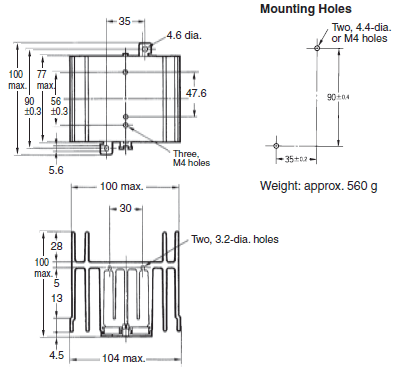 Mounting Holes
35
4.6 dia.
Two, 4.4-dia.
or M4 holes
100
max.
77
max.
90
±0.3
56
±0.3
47.6
90±0.4
Three,
M4 holes
35±0.2
5.6
Weight: approx. 560 g
100 max.
30
28
Two, 3.2-dia. holes
100
max.
5
13
4.5
104 max.